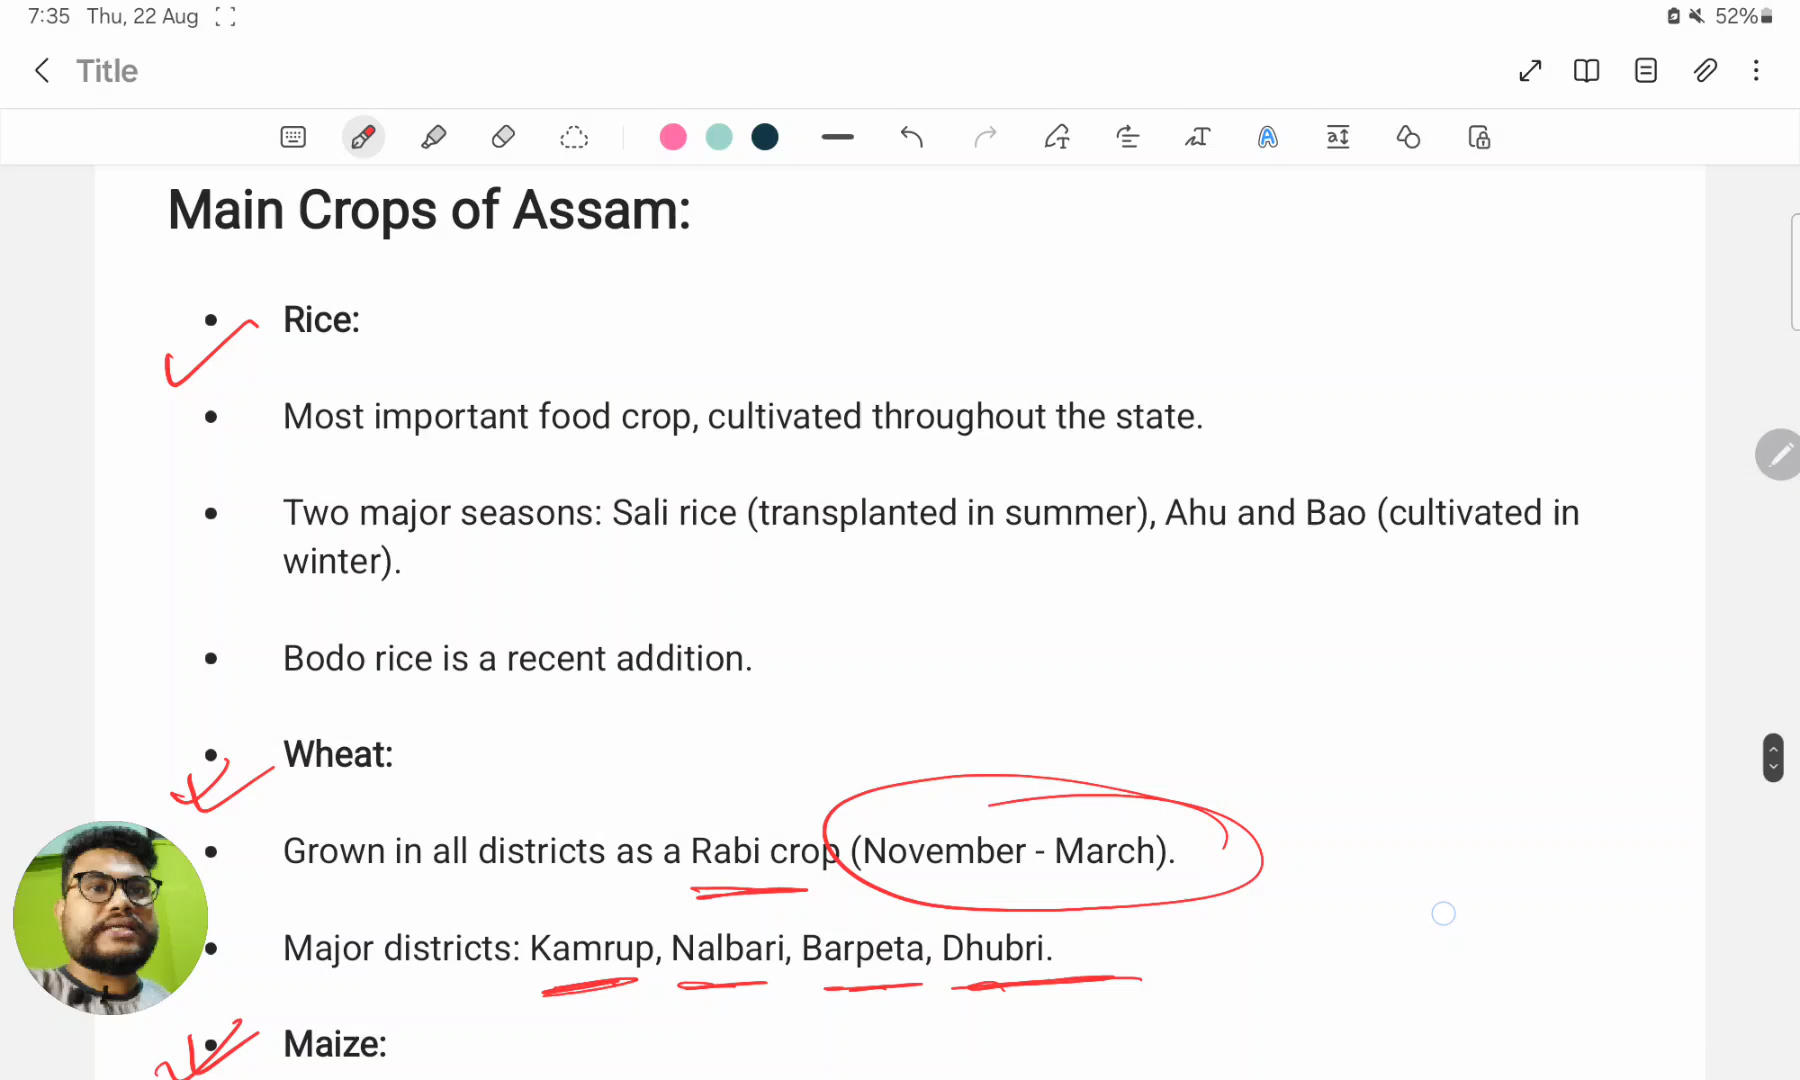 7:35 Thu, 22 Aug 52%
Title
Main Crops of Assam:
• Rice:
• Most important food crop, cultivated throughout the state.
• Two major seasons: Sali rice (transplanted in summer), Ahu and Bao (cultivated in
winter).
• Bodo rice is a recent addition.
• Wheat:
• Grown in all districts as a Rabi crop (November - March).
• Major districts: Kamrup, Nalbari, Barpeta, Dhubri.
• Maize: